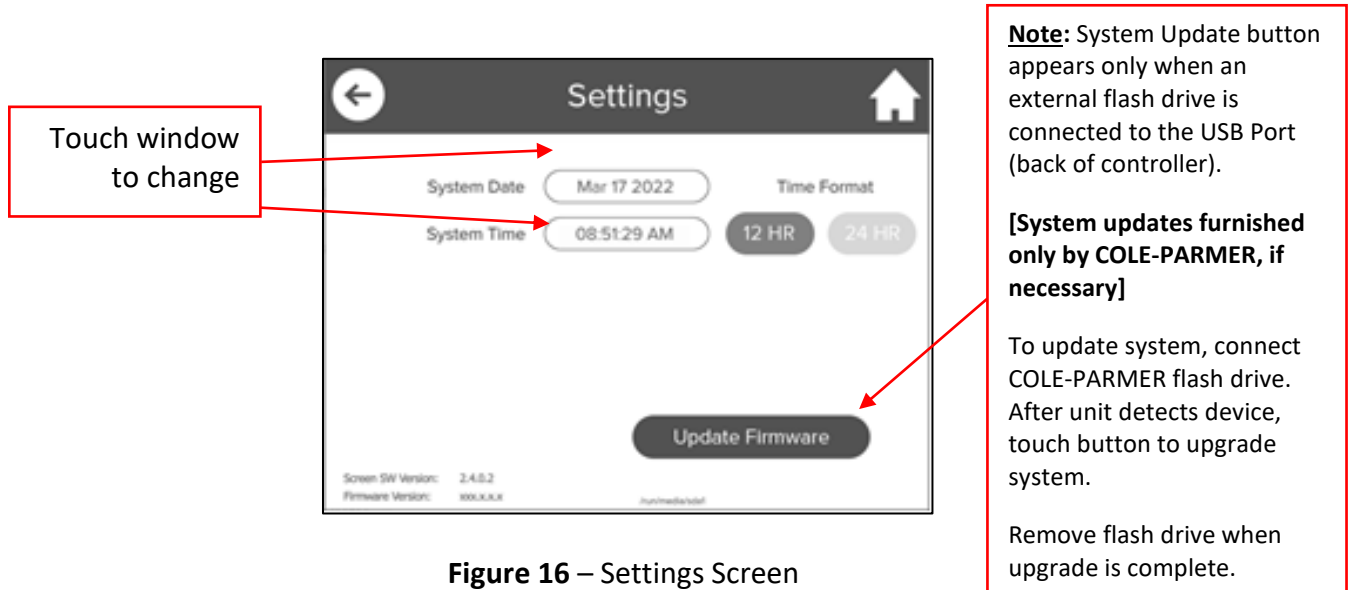 Note: System Update button
appears only when an
external flash drive is
connected to the USB Port
(back of controller).
[System updates furnished
only by COLE-PARMER, if
necessary]
To update system, connect
COLE-PARMER flash drive.
After unit detects device,
touch button to upgrade
system.
Remove flash drive when
upgrade is complete.
Touch window
to change
Settings
System Date Mar 17 2022 Time Format
System Time 08:51:29 AM 12 HR 24 HR
Update Firmware
Screen SW Version: 2.4.0.2
Firmware Version: xxx.x.x.x
Figure 16 – Settings Screen